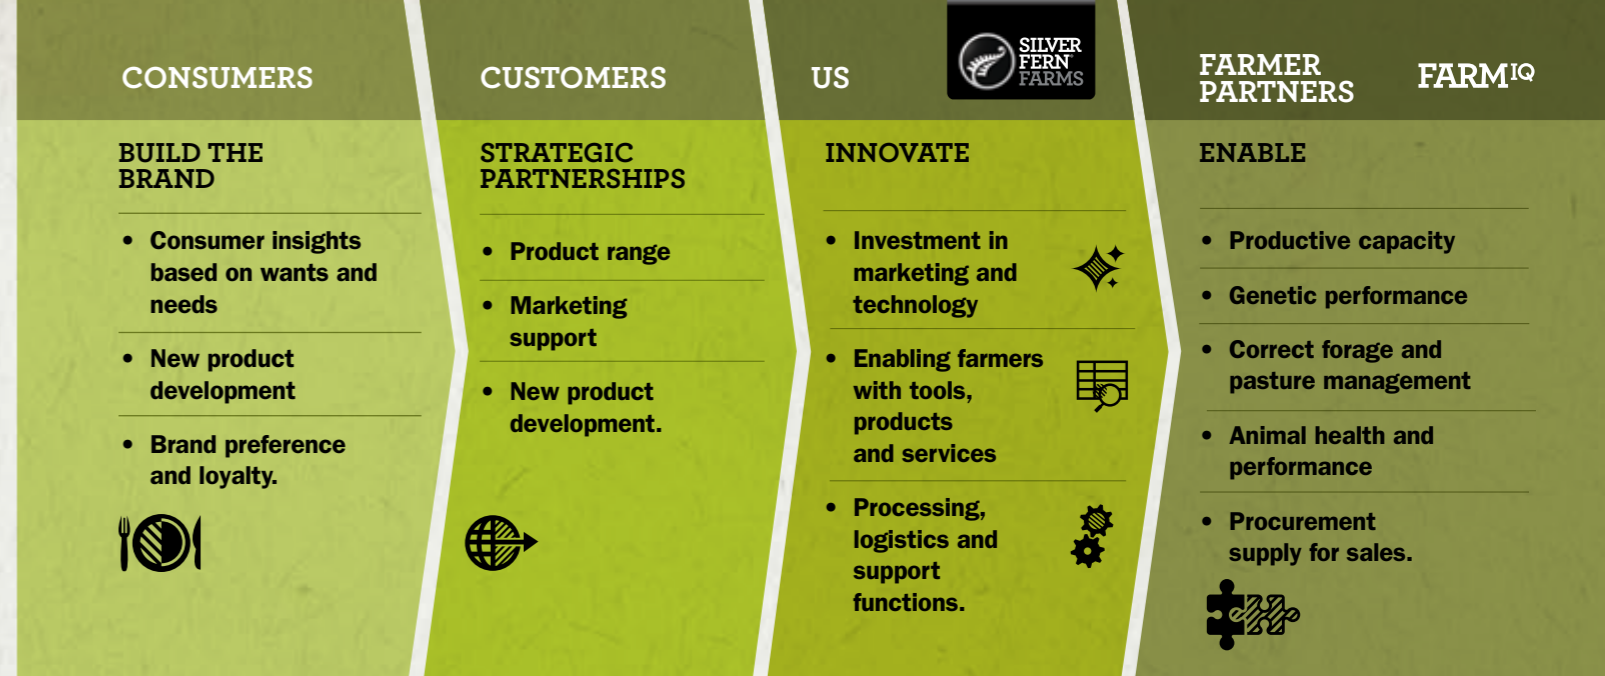 CONSUMERS
BUILD THE
BRAND
• Consumer insights
based on wants and
needs
• New product
development
• Brand preference
and loyalty.
CUSTOMERS
STRATEGIC
PARTNERSHIPS
• Product range
• Marketing
support
• New product
development.
US
SILVER
FERN
FARMS
INNOVATE
• Investment in
marketing and
technology
• Enabling farmers
with tools,
products
and services
• Processing,
logistics and
support
functions.
FARMER
PARTNERS
FARMIQ
ENABLE
• Productive capacity
• Genetic performance
• Correct forage and
pasture management
• Animal health and
performance
• Procurement
supply for sales.